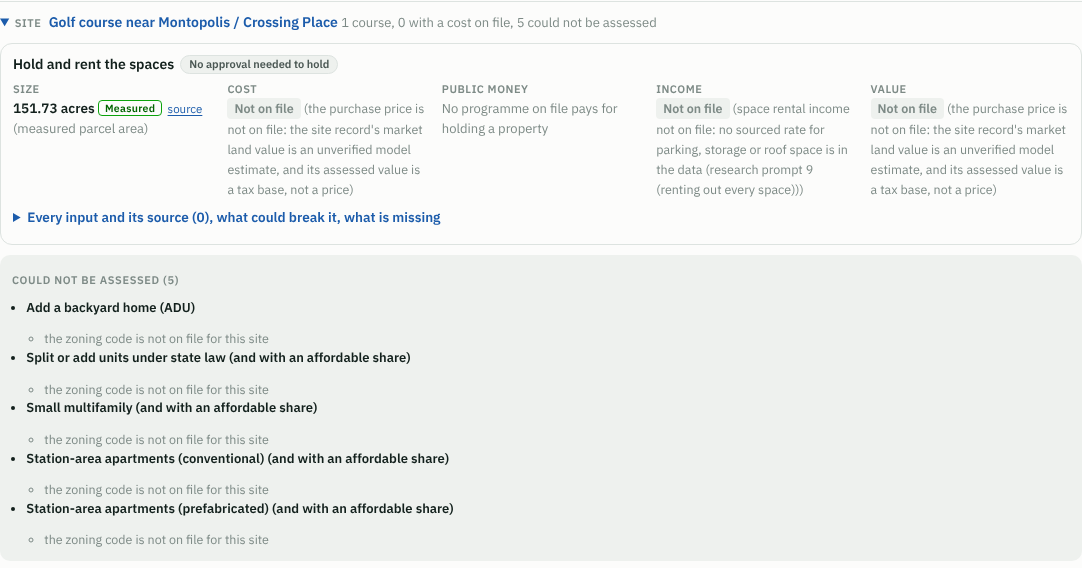 SITE Golf course near Montopolis / Crossing Place 1 course, 0 with a cost on file, 5 could not be assessed
Hold and rent the spaces No approval needed to hold
SIZE
151.73 acres Measured source
(measured parcel area)
COST
Not on file (the purchase price is
not on file: the site record's market
land value is an unverified model
estimate, and its assessed value is
a tax base, not a price)
PUBLIC MONEY
No programme on file pays for
holding a property
INCOME
Not on file (space rental income
not on file: no sourced rate for
parking, storage or roof space is in
the data (research prompt 9
(renting out every space)))
VALUE
Not on file (the purchase price is
not on file: the site record's market
land value is an unverified model
estimate, and its assessed value is
a tax base, not a price)
Every input and its source (0), what could break it, what is missing
COULD NOT BE ASSESSED (5)
Add a backyard home (ADU)
the zoning code is not on file for this site
Split or add units under state law (and with an affordable share)
the zoning code is not on file for this site
Small multifamily (and with an affordable share)
the zoning code is not on file for this site
Station-area apartments (conventional) (and with an affordable share)
the zoning code is not on file for this site
Station-area apartments (prefabricated) (and with an affordable share)
the zoning code is not on file for this site